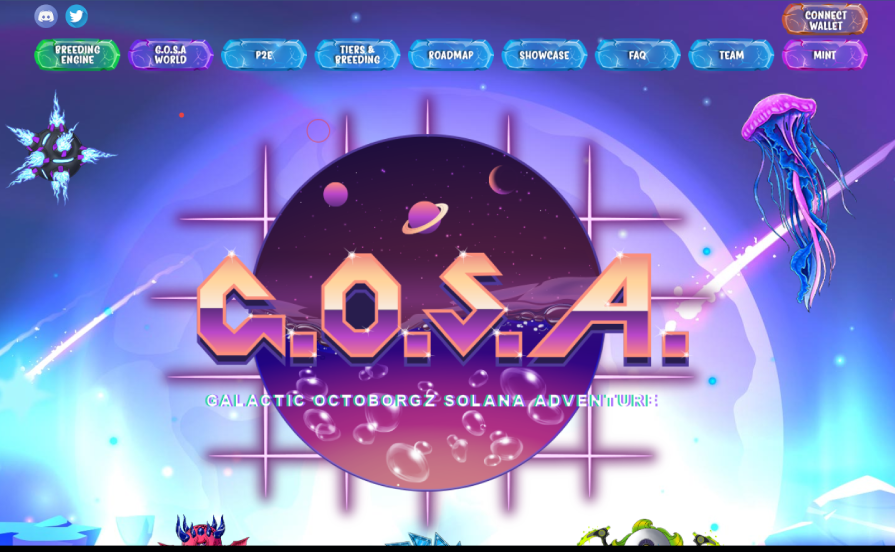 CONNECT
WALLET
BREEDING
ENGINE
G.O.S.A
WORLD
P2E
TIERS &
BREEDING
ROADMAP
SHOWCASE
FAQ
TEAM
MINT
G.O.S.A.
GALACTIC OCTOBORGZ SOLANA ADVENTURE